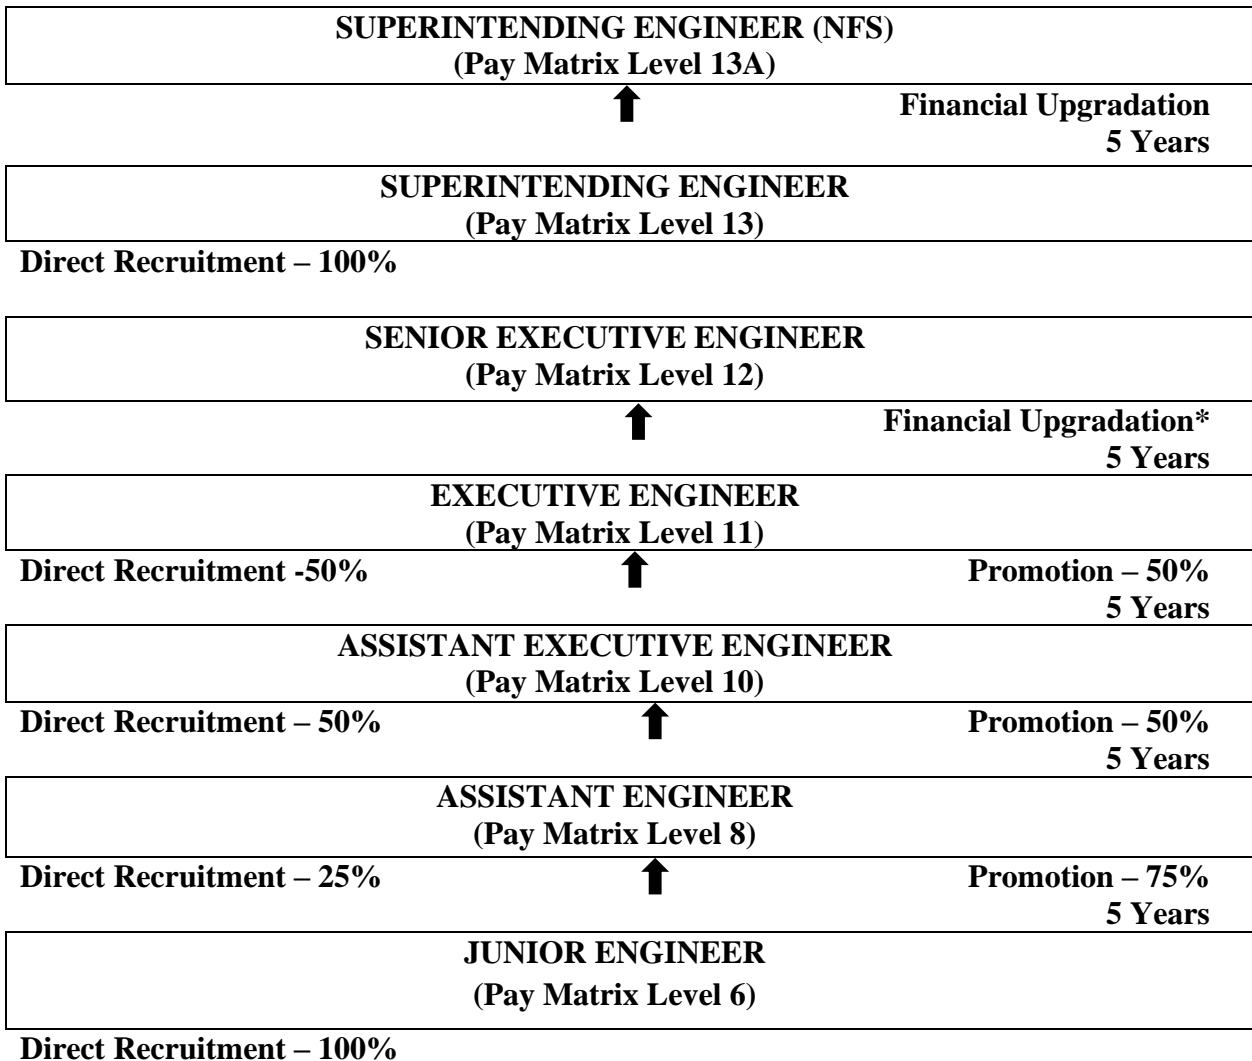 SUPERINTENDING ENGINEER (NFS)
(Pay Matrix Level 13A)
Financial Upgradation
5 Years
SUPERINTENDING ENGINEER
(Pay Matrix Level 13)
Direct Recruitment – 100%
SENIOR EXECUTIVE ENGINEER
(Pay Matrix Level 12)
Financial Upgradation*
5 Years
EXECUTIVE ENGINEER
(Pay Matrix Level 11)
Direct Recruitment -50% Promotion – 50%
5 Years
ASSISTANT EXECUTIVE ENGINEER
(Pay Matrix Level 10)
Direct Recruitment – 50% Promotion – 50%
5 Years
ASSISTANT ENGINEER
(Pay Matrix Level 8)
Direct Recruitment – 25% Promotion – 75%
5 Years
JUNIOR ENGINEER
(Pay Matrix Level 6)
Direct Recruitment – 100%